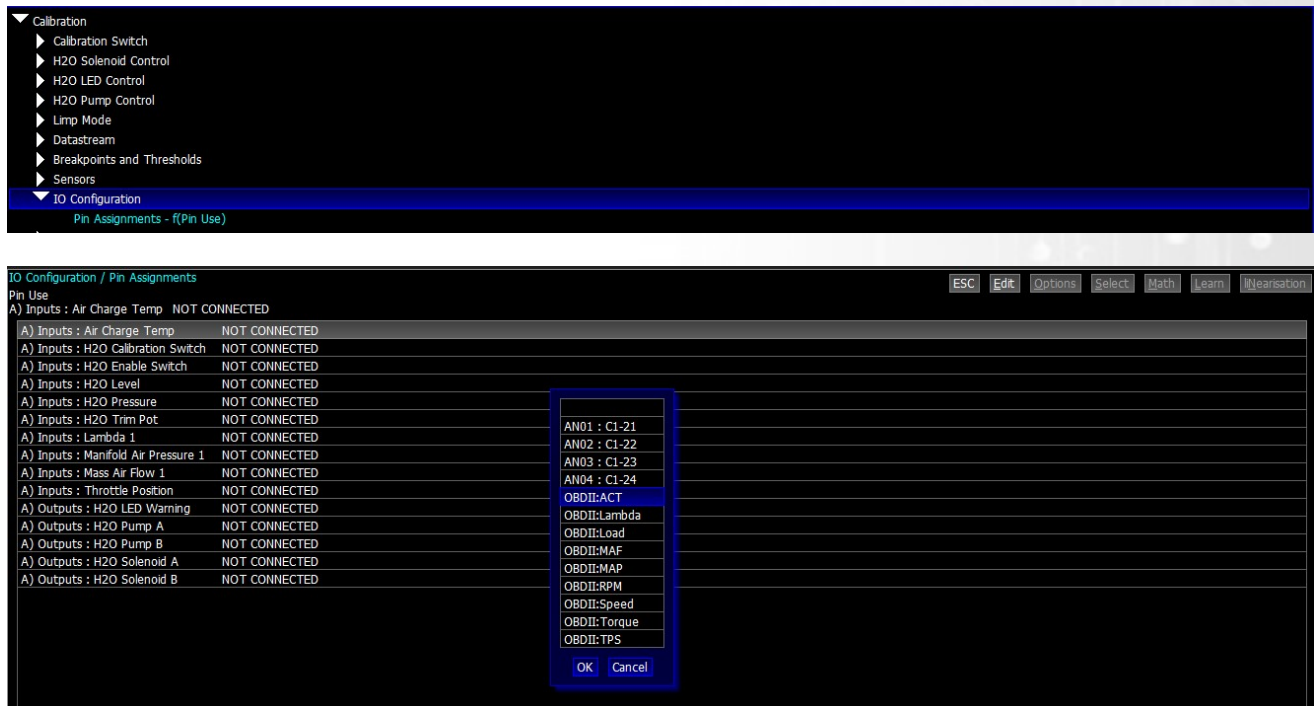 Calibration
Calibration Switch
H2O Solenoid Control
H2O LED Control
H2O Pump Control
Limp Mode
Datastream
Breakpoints and Thresholds
Sensors
IO Configuration
Pin Assignments - f(Pin Use)
IO Configuration / Pin Assignments
ESC Edit Options Select Math Learn liNearisation
Pin Use
A) Inputs : Air Charge Temp NOT CONNECTED
A) Inputs : Air Charge Temp NOT CONNECTED
A) Inputs : H2O Calibration Switch NOT CONNECTED
A) Inputs : H2O Enable Switch NOT CONNECTED
A) Inputs : H2O Level NOT CONNECTED
A) Inputs : H2O Pressure NOT CONNECTED
A) Inputs : H2O Trim Pot NOT CONNECTED
A) Inputs : Lambda 1 NOT CONNECTED
A) Inputs : Manifold Air Pressure 1 NOT CONNECTED
A) Inputs : Mass Air Flow 1 NOT CONNECTED
A) Inputs : Throttle Position NOT CONNECTED
A) Outputs : H2O LED Warning NOT CONNECTED
A) Outputs : H2O Pump A NOT CONNECTED
A) Outputs : H2O Pump B NOT CONNECTED
A) Outputs : H2O Solenoid A NOT CONNECTED
A) Outputs : H2O Solenoid B NOT CONNECTED
AN01 : C1-21
AN02 : C1-22
AN03 : C1-23
AN04 : C1-24
OBDII:ACT
OBDII:Lambda
OBDII:Load
OBDII:MAF
OBDII:MAP
OBDII:RPM
OBDII:Speed
OBDII:Torque
OBDII:TPS
OK Cancel